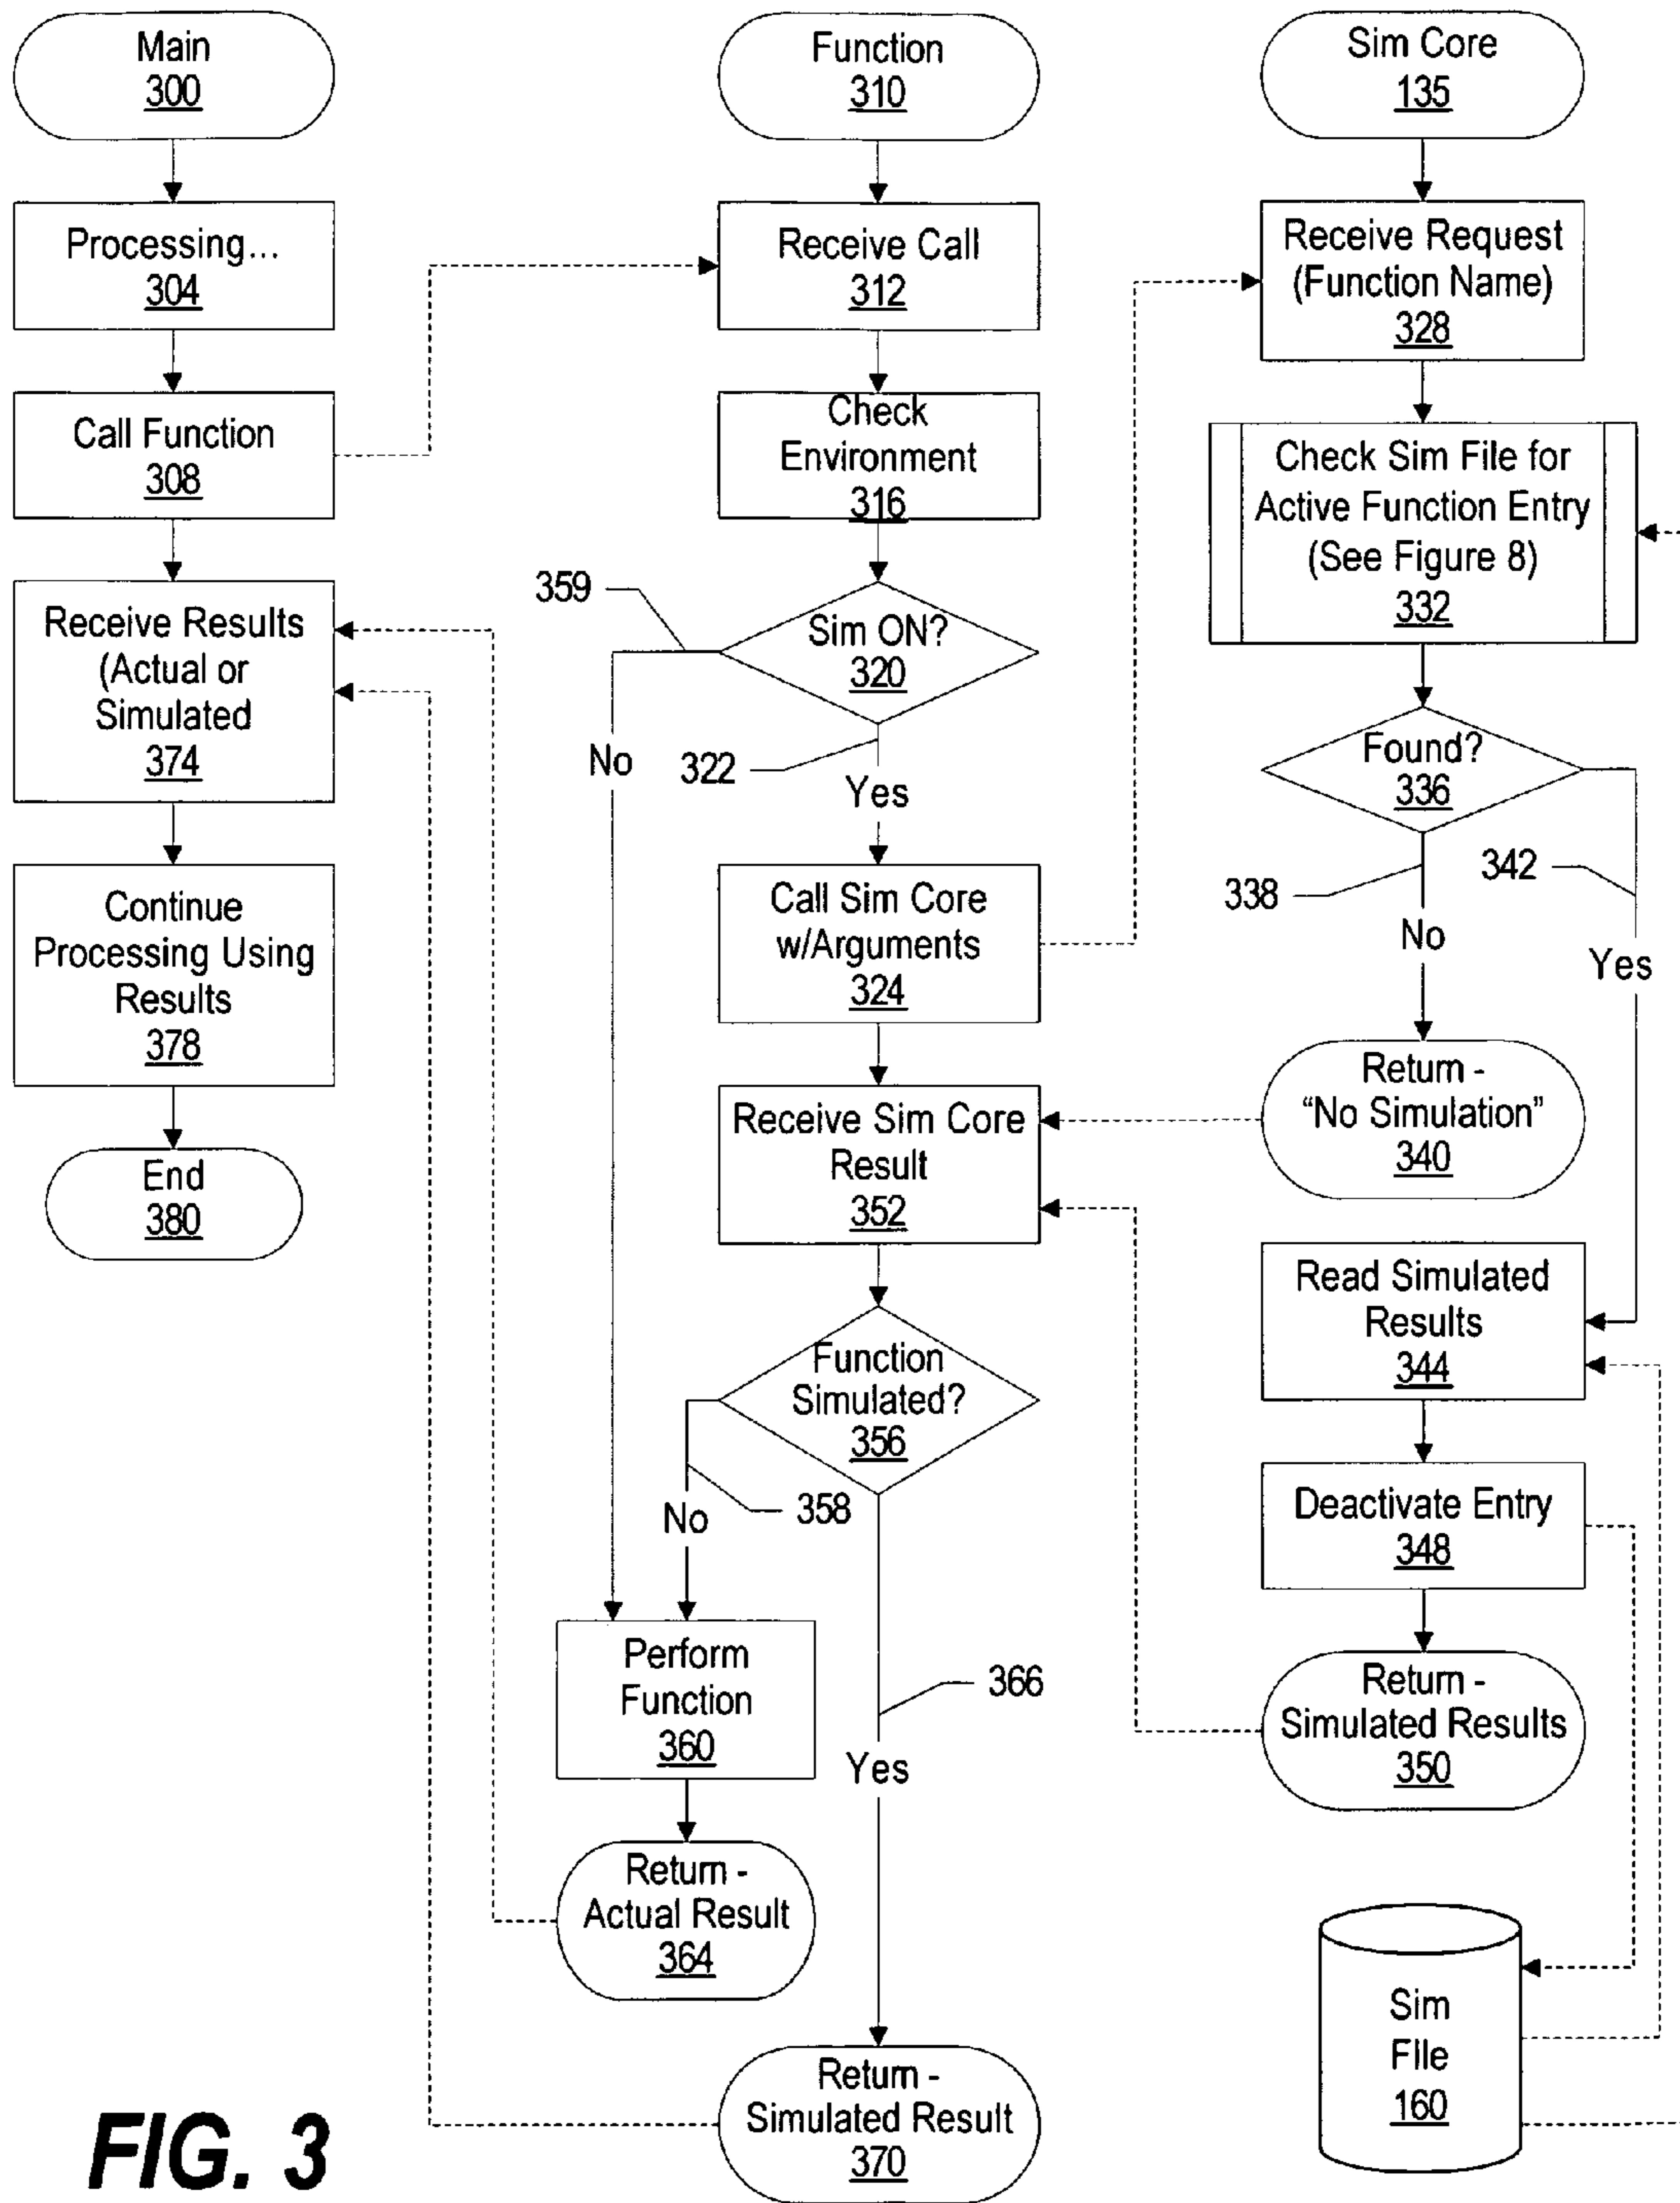 Main
300
Processing...
304
Call Function
308
Receive Results
(Actual or
Simulated
374
Continue
Processing Using
Results
378
End
380
Function
310
Receive Call
312
Check
Environment
316
359
Sim ON?
320
No
322
Yes
Call Sim Core
w/Arguments
324
Receive Sim Core
Result
352
Function
Simulated?
356
No
358
Perform
Function
360
366
Yes
Return -
Actual Result
364
Return -
Simulated Result
370
Sim Core
135
Receive Request
(Function Name)
328
Check Sim File for
Active Function Entry
(See Figure 8)
332
Found?
336
338
342
No
Yes
Return -
“No Simulation”
340
Read Simulated
Results
344
Deactivate Entry
348
Return -
Simulated Results
350
Sim
FIle
160
FIG. 3